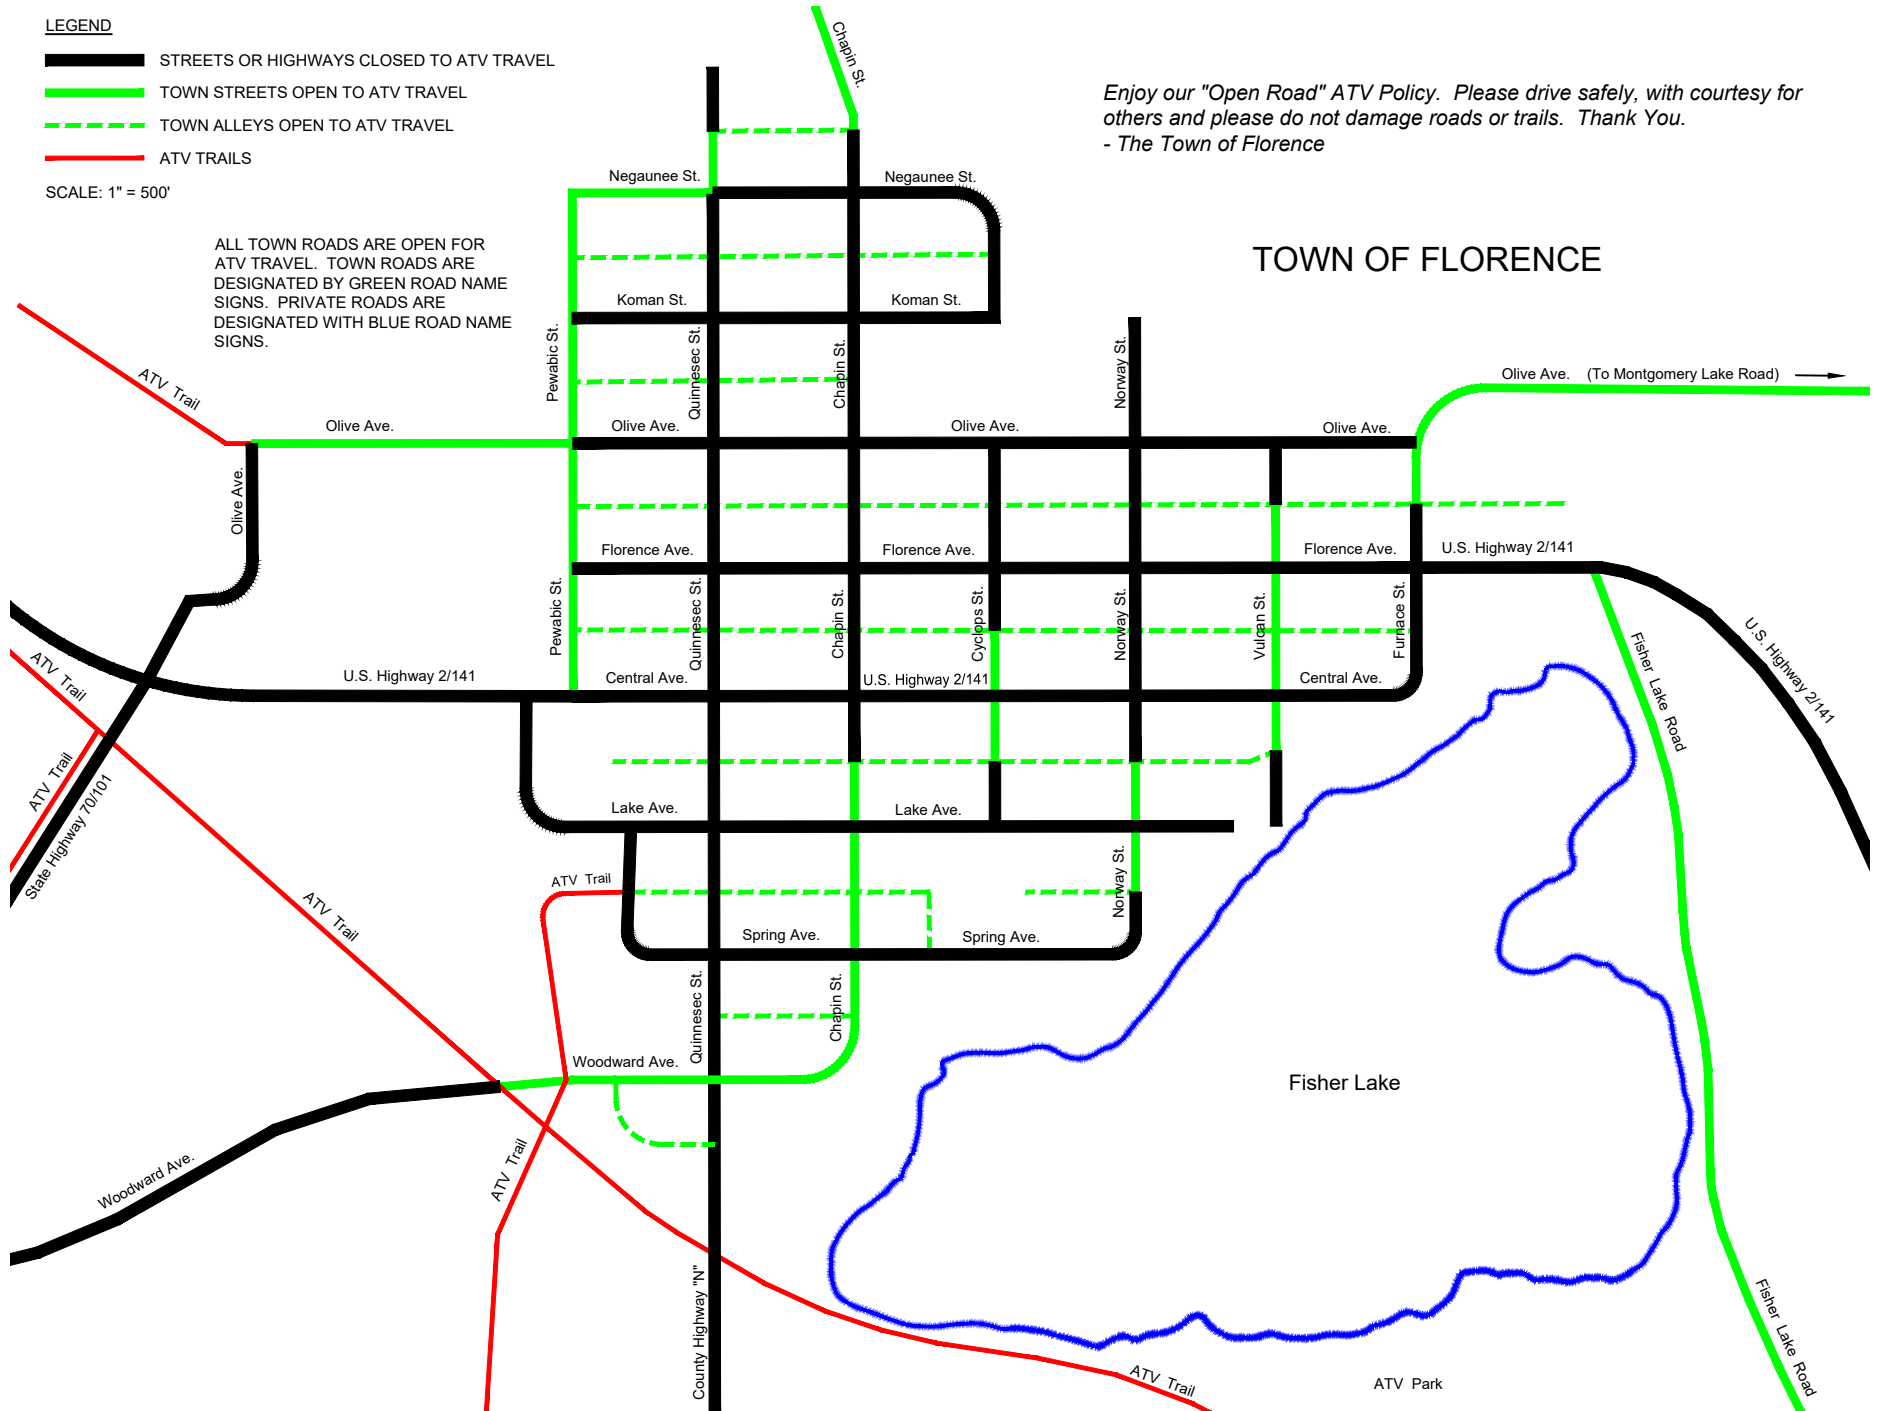 LEGEND
STREETS OR HIGHWAYS CLOSED TO ATV TRAVEL
TOWN STREETS OPEN TO ATV TRAVEL
TOWN ALLEYS OPEN TO ATV TRAVEL
ATV TRAILS
SCALE: 1" = 500'
ALL TOWN ROADS ARE OPEN FOR
ATV TRAVEL. TOWN ROADS ARE
DESIGNATED BY GREEN ROAD NAME
SIGNS. PRIVATE ROADS ARE
DESIGNATED WITH BLUE ROAD NAME
SIGNS.
Enjoy our "Open Road" ATV Policy. Please drive safely, with courtesy for
others and please do not damage roads or trails. Thank You.
- The Town of Florence
TOWN OF FLORENCE
Chapin St.
Negaunee St.
Negaunee St.
Koman St.
Koman St.
Pewabic St.
Quinnesec St.
Chapin St.
Norway St.
Olive Ave. (To Montgomery Lake Road)
ATV Trail
Olive Ave.
Olive Ave.
Olive Ave.
Olive Ave.
Olive Ave.
Florence Ave.
Florence Ave.
Florence Ave.
U.S. Highway 2/141
Pewabic St.
Quinnesec St.
Chapin St.
Cyclops St.
Norway St.
Vulcan St.
Furnace St.
Fisher Lake Road
U.S. Highway 2/141
ATV Trail
U.S. Highway 2/141
Central Ave.
U.S. Highway 2/141
Central Ave.
ATV Trail
State Highway 70/101
Lake Ave.
Lake Ave.
ATV Trail
ATV Trail
Norway St.
Spring Ave.
Spring Ave.
Quinnesec St.
Chapin St.
Woodward Ave.
Fisher Lake
Woodward Ave.
ATV Trail
County Highway "N"
ATV Trail
ATV Park
Fisher Lake Road